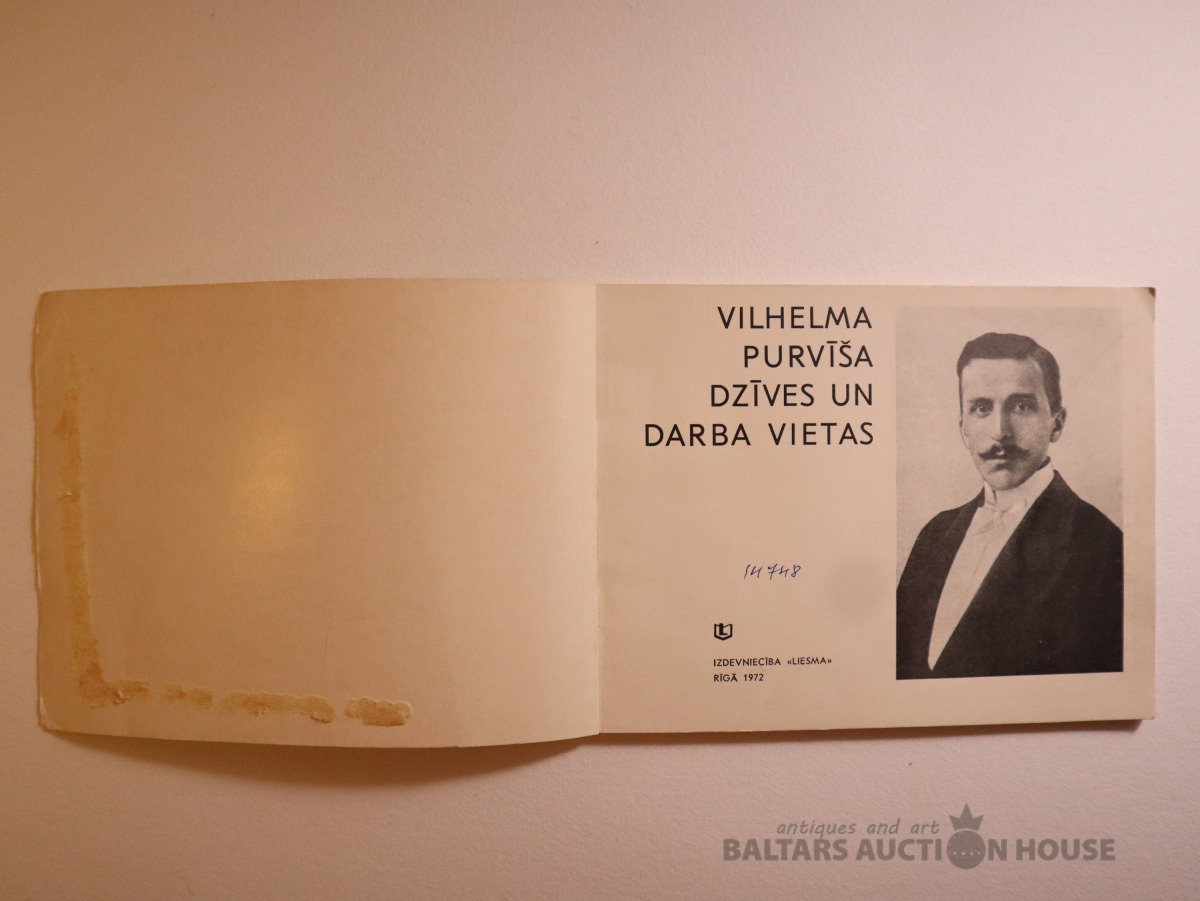 VILHELMA
PURVĪŠA
DZĪVES UN
DARBA VIETAS
14748
IZDEVNIECĪBA «LIESMA»
RĪGĀ 1972
antiques and art
BALTARS AUCTION HOUSE